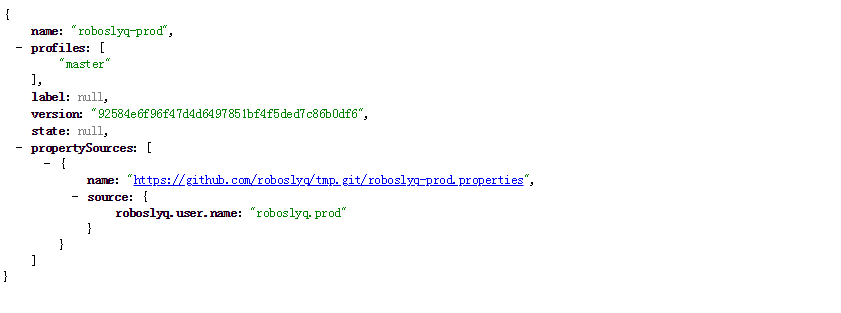 {
name: "roboslyq-prod",
- profiles: [
"master"
],
label: null,
version: "92584e6f96f47d4d6497851bf4f5ded7c86b0df6",
state: null,
- propertySources: [
- {
name: "https://github.com/roboslyq/tmp.git/roboslyq-prod.properties",
- source: {
roboslyq.user.name: "roboslyq.prod"
}
}
]
}